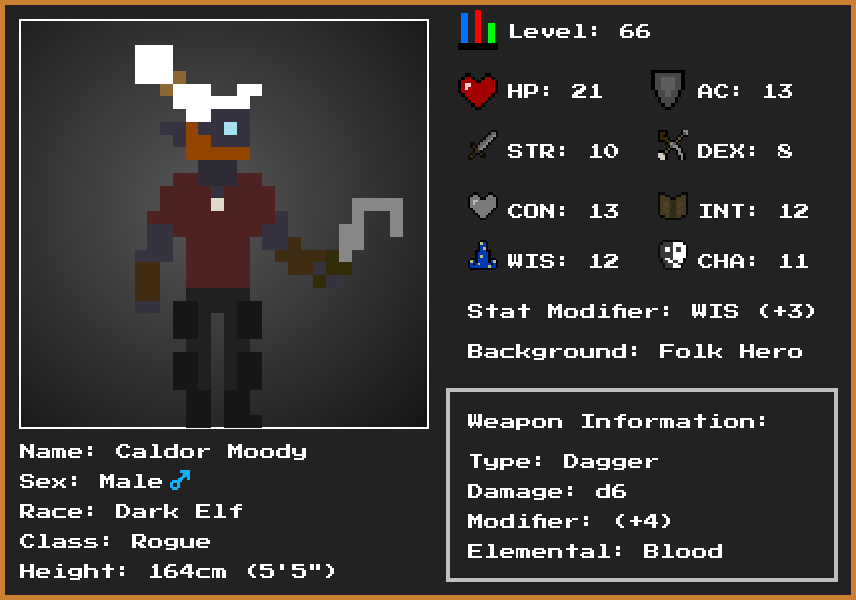 Level: 66
HP: 21
AC: 13
STR: 10
DEX: 8
CON: 13
INT: 12
WIS: 12
CHA: 11
Stat Modifier: WIS (+3)
Background: Folk Hero
Weapon Information:
Type: Dagger
Damage: d6
Modifier: (+4)
Elemental: Blood
Name: Caldor Moody
Sex: Male♂
Race: Dark Elf
Class: Rogue
Height: 164cm (5'5")